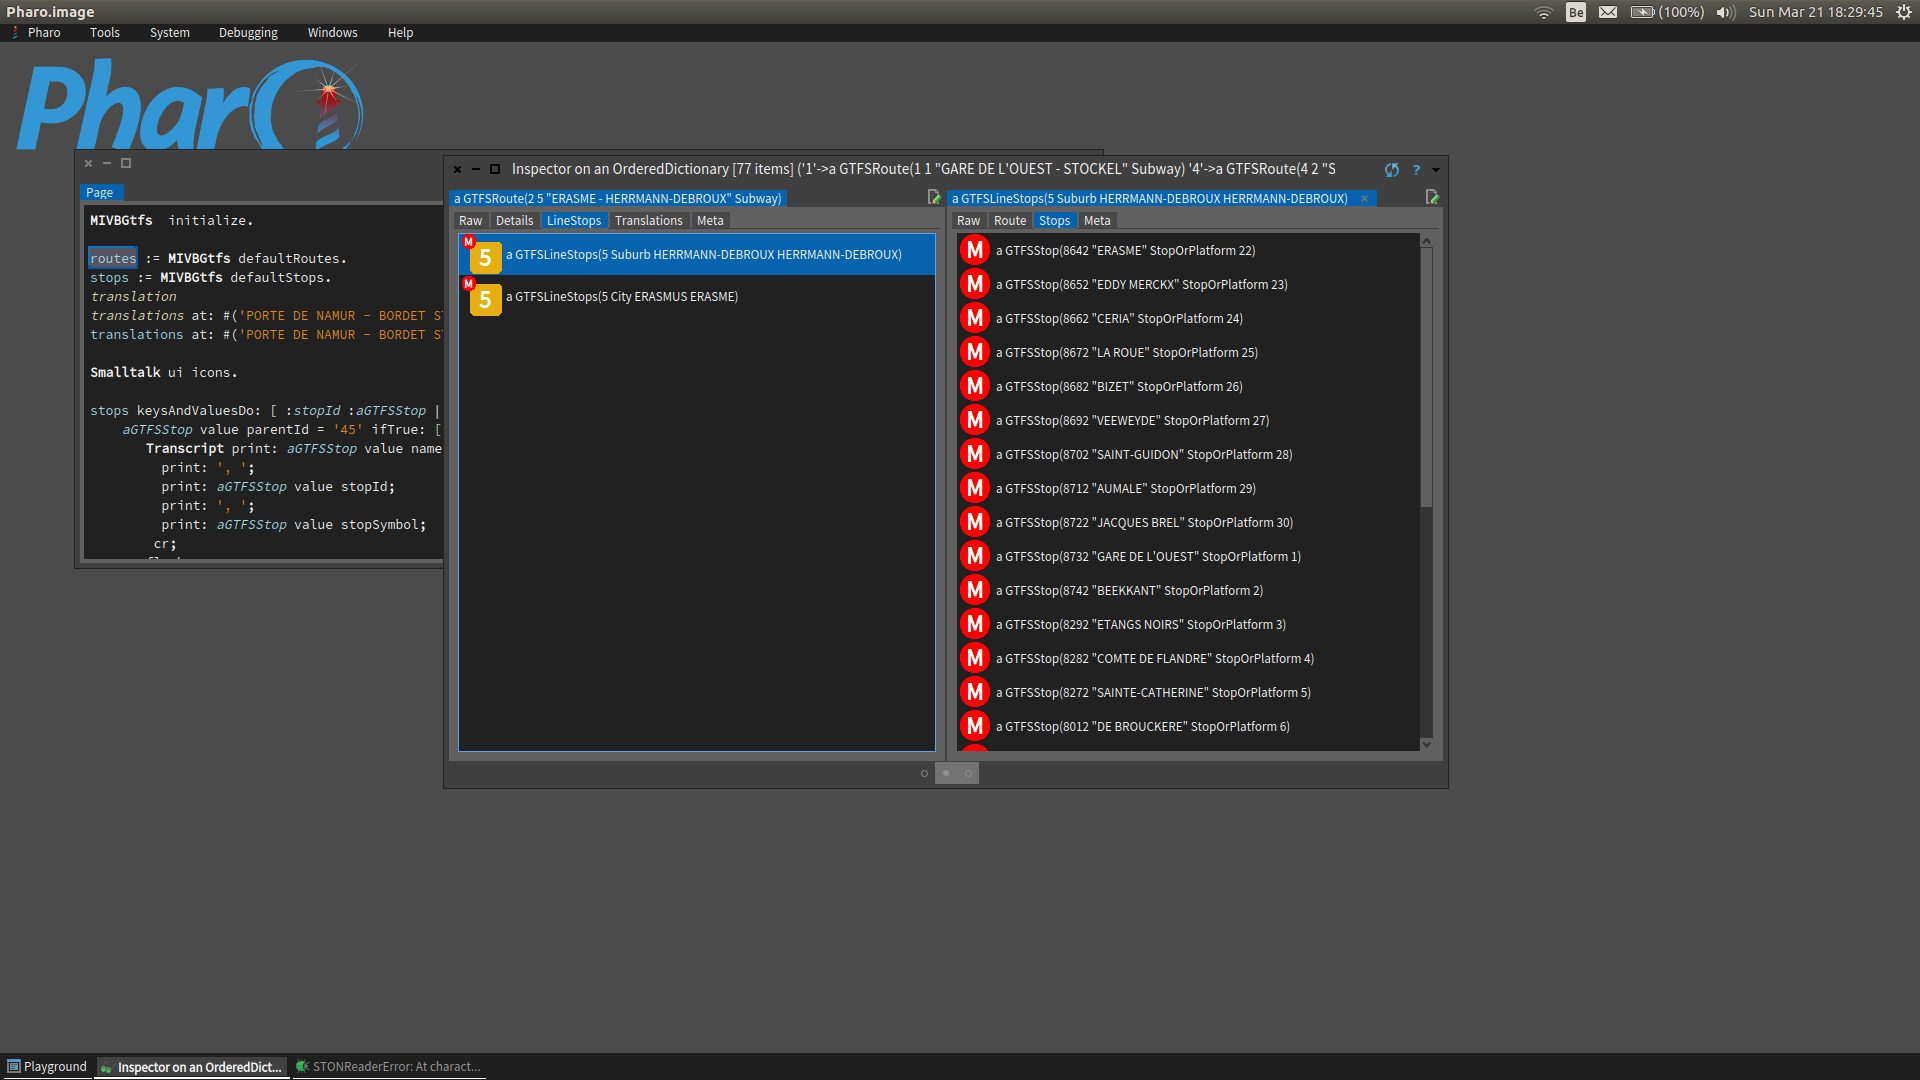 Pharo.image
Be
(100%)
Sun Mar 21 18:29:45
Pharo Tools System Debugging Windows Help
Pharo
Page
MIVBGtfs initialize.
routes := MIVBGtfs defaultRoutes.
stops := MIVBGtfs defaultStops.
translation
translations at: #('PORTE DE NAMUR - BORDET ST
translations at: #('PORTE DE NAMUR - BORDET ST
Smalltalk ui icons.
stops keysAndValuesDo: [ :stopId :aGTFSStop |
aGTFSStop value parentId = '45' ifTrue: [
Transcript print: aGTFSStop value name
print: ', ';
print: aGTFSStop value stopId;
print: ', ';
print: aGTFSStop value stopSymbol;
cr;
Inspector on an OrderedDictionary [77 items] ('1'->a GTFSRoute(1 1 "GARE DE L'OUEST - STOCKEL" Subway) '4'->a GTFSRoute(4 2 "S
?
a GTFSRoute(2 5 "ERASME - HERRMANN-DEBROUX" Subway)
Raw Details LineStops Translations Meta
M 5 a GTFSLineStops(5 Suburb HERRMANN-DEBROUX HERRMANN-DEBROUX)
M 5 a GTFSLineStops(5 City ERASMUS ERASME)
a GTFSLineStops(5 Suburb HERRMANN-DEBROUX HERRMANN-DEBROUX)
Raw Route Stops Meta
M a GTFSStop(8642 "ERASME" StopOrPlatform 22)
M a GTFSStop(8652 "EDDY MERCKX" StopOrPlatform 23)
M a GTFSStop(8662 "CERIA" StopOrPlatform 24)
M a GTFSStop(8672 "LA ROUE" StopOrPlatform 25)
M a GTFSStop(8682 "BIZET" StopOrPlatform 26)
M a GTFSStop(8692 "VEEWEYDE" StopOrPlatform 27)
M a GTFSStop(8702 "SAINT-GUIDON" StopOrPlatform 28)
M a GTFSStop(8712 "AUMALE" StopOrPlatform 29)
M a GTFSStop(8722 "JACQUES BREL" StopOrPlatform 30)
M a GTFSStop(8732 "GARE DE L'OUEST" StopOrPlatform 1)
M a GTFSStop(8742 "BEEKKANT" StopOrPlatform 2)
M a GTFSStop(8292 "ETANGS NOIRS" StopOrPlatform 3)
M a GTFSStop(8282 "COMTE DE FLANDRE" StopOrPlatform 4)
M a GTFSStop(8272 "SAINTE-CATHERINE" StopOrPlatform 5)
M a GTFSStop(8012 "DE BROUCKERE" StopOrPlatform 6)
Playground
Inspector on an OrderedDict...
STONReaderError: At charact...